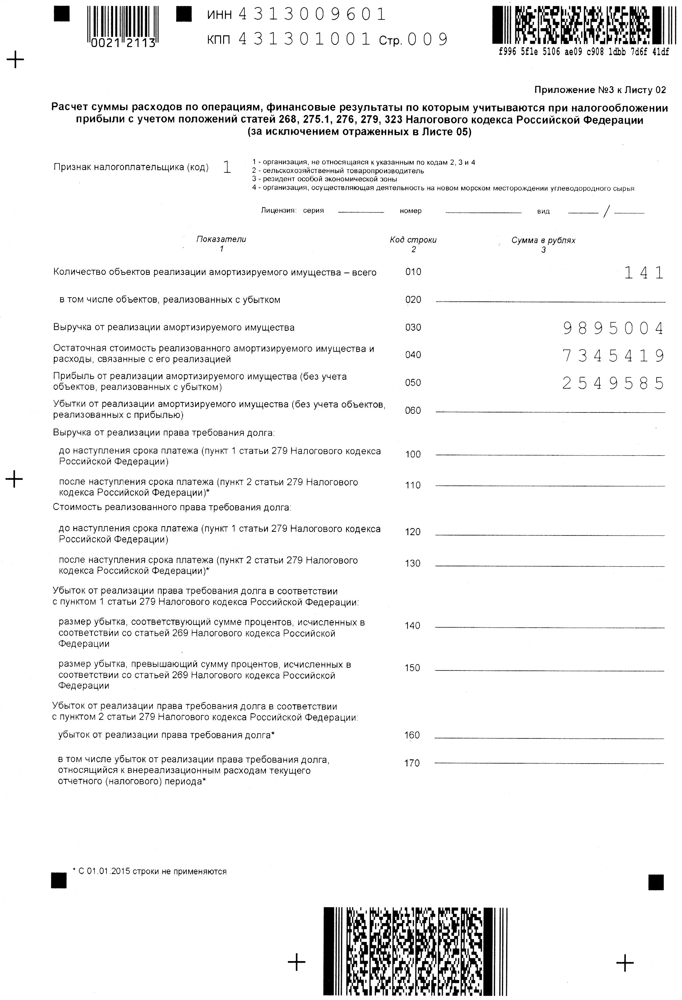 ИНН 4313009601
0021 2113
КПП 431301001 Стр. 009
f996 5f1e 5106 ae09 c908 1dbb 7d6f 41df
Приложение №3 к Листу 02
Расчет суммы расходов по операциям, финансовые результаты по которым учитываются при налогообложении
прибыли с учетом положений статей 268, 275.1, 276, 279, 323 Налогового кодекса Российской Федерации
(за исключением отраженных в Листе 05)
Признак налогоплательщика (код) 1
1 - организация, не относящаяся к указанным по кодам 2, 3 и 4
2 - сельскохозяйственный товаропроизводитель
3 - резидент особой экономической зоны
4 - организация, осуществляющая деятельность на новом морском месторождении углеводородного сырья
Лицензия: серия номер вид /
Показатели Код строки Сумма в рублях
1 2 3
Количество объектов реализации амортизируемого имущества – всего 010 141
в том числе объектов, реализованных с убытком 020
Выручка от реализации амортизируемого имущества 030 9895004
Остаточная стоимость реализованного амортизируемого имущества и
расходы, связанные с его реализацией 040 7345419
Прибыль от реализации амортизируемого имущества (без учета
объектов, реализованных с убытком) 050 2549585
Убытки от реализации амортизируемого имущества (без учета объектов,
реализованных с прибылью) 060
Выручка от реализации права требования долга:
до наступления срока платежа (пункт 1 статьи 279 Налогового кодекса
Российской Федерации) 100
после наступления срока платежа (пункт 2 статьи 279 Налогового
кодекса Российской Федерации)* 110
Стоимость реализованного права требования долга:
до наступления срока платежа (пункт 1 статьи 279 Налогового кодекса
Российской Федерации) 120
после наступления срока платежа (пункт 2 статьи 279 Налогового
кодекса Российской Федерации)* 130
Убыток от реализации права требования долга в соответствии
с пунктом 1 статьи 279 Налогового кодекса Российской Федерации:
размер убытка, соответствующий сумме процентов, исчисленных в 140
соответствии со статьей 269 Налогового кодекса Российской
Федерации
размер убытка, превышающий сумму процентов, исчисленных в 150
соответствии со статьей 269 Налогового кодекса Российской
Федерации
Убыток от реализации права требования долга в соответствии
с пунктом 2 статьи 279 Налогового кодекса Российской Федерации:
убыток от реализации права требования долга* 160
в том числе убыток от реализации права требования долга, 170
относящийся к внереализационным расходам текущего
отчетного (налогового) периода*
* С 01.01.2015 строки не применяются